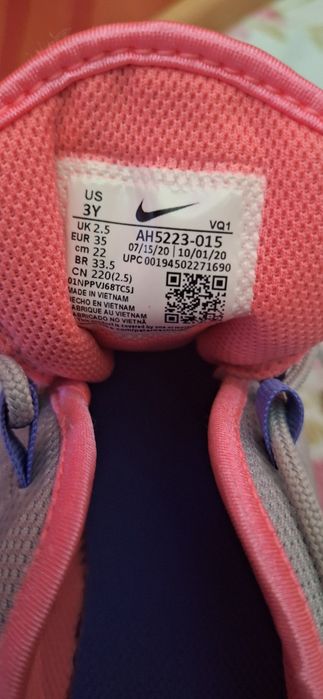 US
3Y
VQ1
UK 2.5
EUR 35
cm 22
BR 33.5
CN 220(2.5)
AH5223-015
07/15/20 10/01/20
UPC 00194502271690
01NPPVJ68TC5J
MADE IN VIETNAM
HECHO EN VIETNAM
FABRIQUE AU VIETNAM
FABRICADO NO VIETNÃ